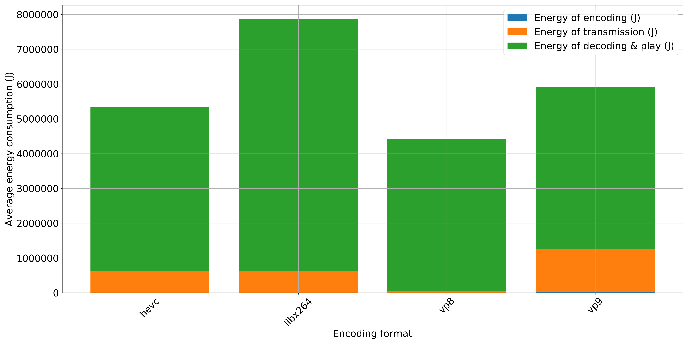 8000000
7000000
6000000
5000000
4000000
3000000
2000000
1000000
0
Average energy consumption (J)
Energy of encoding (J)
Energy of transmission (J)
Energy of decoding & play (J)
hevc
libx264
vp8
vp9
Encoding format